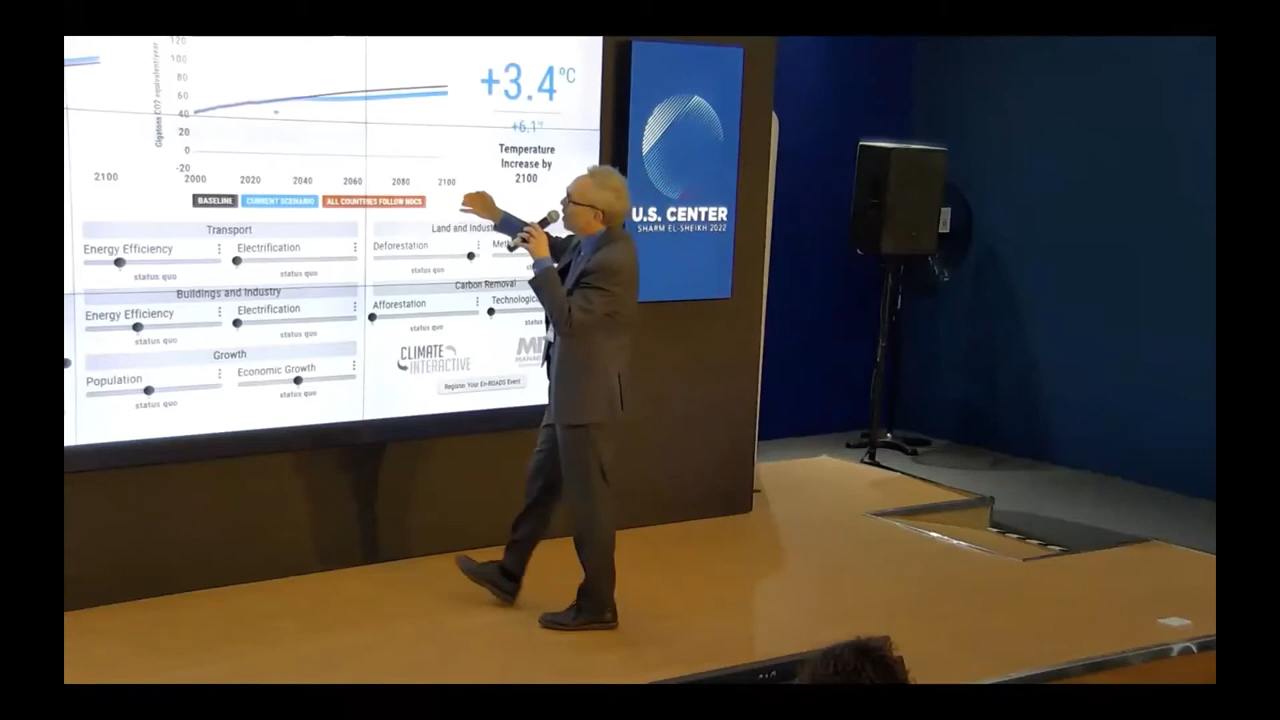 120
100
80
60
40
20
0
-20
Gigatons CO2 equivalent/year
2100
2000
2020
2040
2060
2080
2100
BASELINE
CURRENT SCENARIO
ALL COUNTRIES FOLLOW NDCS
+3.4°C
+6.1°F
Temperature
Increase by
2100
Transport
Energy Efficiency
Electrification
status quo
status quo
Buildings and Industry
Energy Efficiency
Electrification
status quo
status quo
Growth
Population
Economic Growth
status quo
status quo
Land and Indust
Deforestation
status quo
Carbon Removal
Afforestation
Technologica
status quo
status
CLIMATE
INTERACTIVE
Register Your En-ROADS Event
U.S. CENTER
SHARM EL-SHEIKH 2022